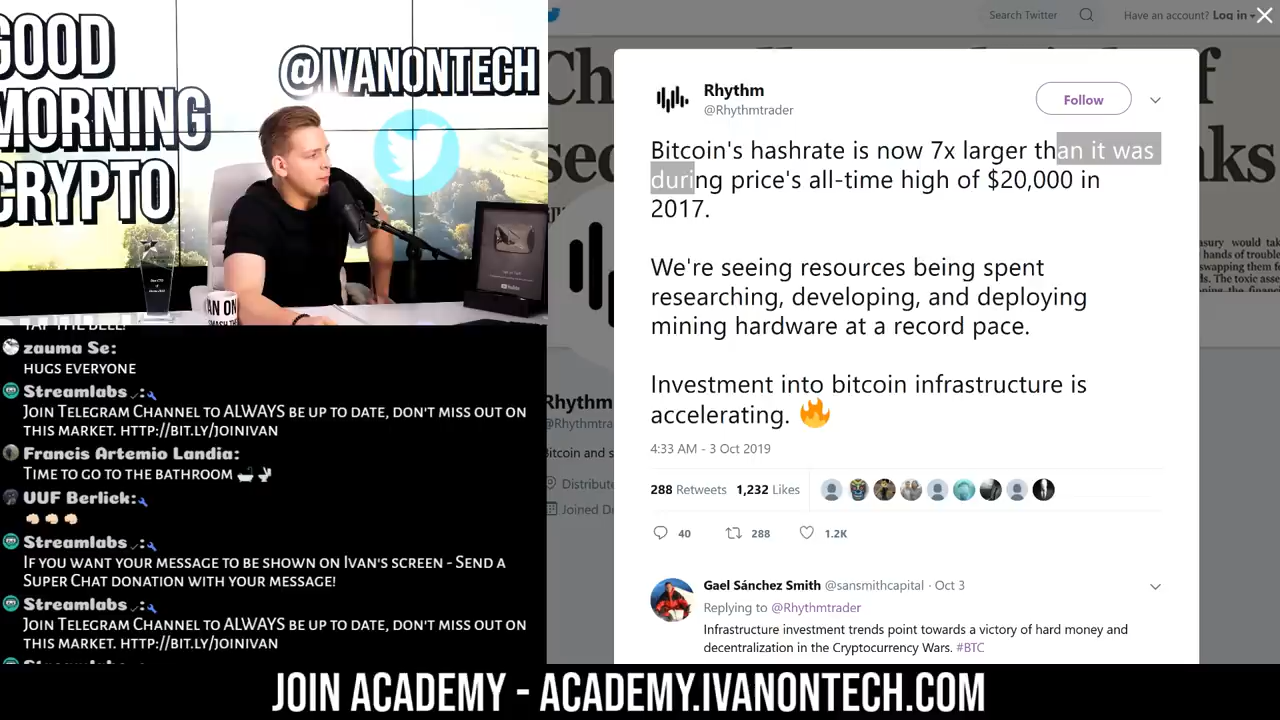 GOOD
MORNING
CRYPTO
@IVANONTECH
Search Twitter
Have an account? Log in
Rhythm
@Rhythmtrader
Follow
Bitcoin's hashrate is now 7x larger than it was
during price's all-time high of $20,000 in
2017.
We're seeing resources being spent
researching, developing, and deploying
mining hardware at a record pace.
Investment into bitcoin infrastructure is
accelerating. 🔥
4:33 AM - 3 Oct 2019
288 Retweets 1,232 Likes
40 288 1.2K
Gael Sánchez Smith @sansmithcapital · Oct 3
Replying to @Rhythmtrader
Infrastructure investment trends point towards a victory of hard money and
decentralization in the Cryptocurrency Wars. #BTC
TAP THE BELL!
zauma Se:
HUGS EVERYONE
Streamlabs :
JOIN TELEGRAM CHANNEL TO ALWAYS BE UP TO DATE, DON'T MISS OUT ON
THIS MARKET. HTTP://BIT.LY/JOINIVAN
Francis Artemio Landia:
TIME TO GO TO THE BATHROOM 🛁 🚽
UUF Berlick:
👊🏻 👊🏻 👊🏻
Streamlabs :
IF YOU WANT YOUR MESSAGE TO BE SHOWN ON IVAN'S SCREEN - SEND A
SUPER CHAT DONATION WITH YOUR MESSAGE!
Streamlabs :
JOIN TELEGRAM CHANNEL TO ALWAYS BE UP TO DATE, DON'T MISS OUT ON
THIS MARKET. HTTP://BIT.LY/JOINIVAN
Rhythm
@Rhythmtra
Bitcoin and s
Distribute
Joined De
JOIN ACADEMY - ACADEMY.IVANONTECH.COM